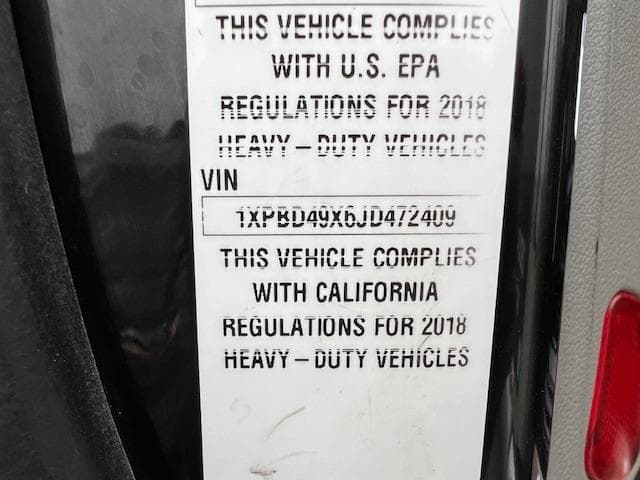 THIS VEHICLE COMPLIES
WITH U.S. EPA
REGULATIONS FOR 2018
HEAVY-DUTY VEHICLES
VIN
1XPBD49X6JD472409
THIS VEHICLE COMPLIES
WITH CALIFORNIA
REGULATIONS FOR 2018
HEAVY-DUTY VEHICLES